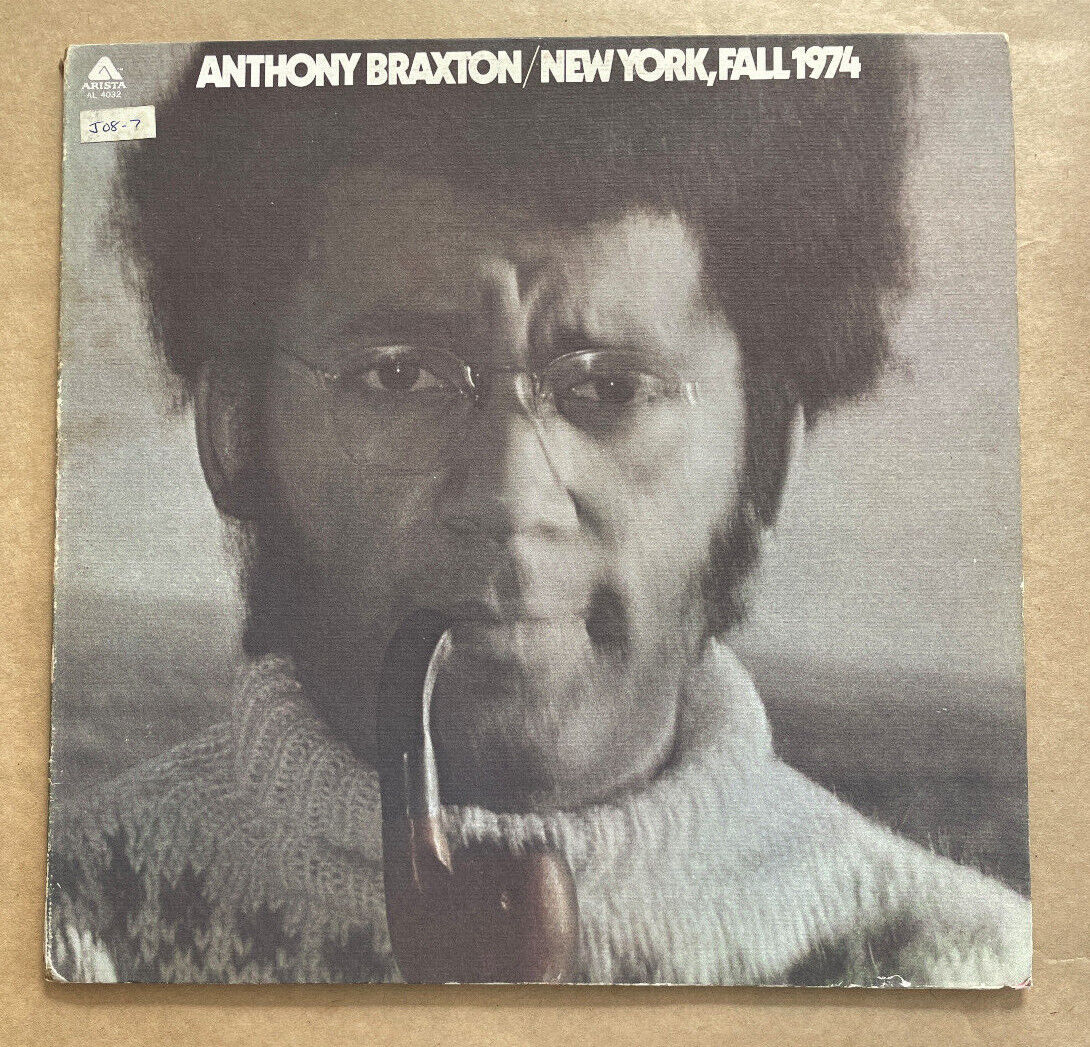 ANTHONY BRAXTON/NEW YORK, FALL 1974
ARISTA
AL 4032
J08-7